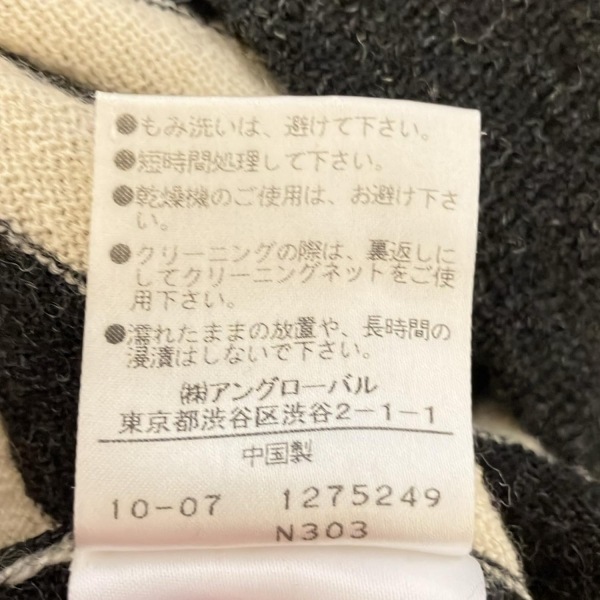 ●もみ洗いは、避けて下さい。
●短時間処理して下さい。
●乾燥機のご使用は、お避け下さ
い。
●クリーニングの際は、裏返しに
してクリーニングネットをご使
用下さい。
●濡れたままの放置や、長時間の
浸漬はしないで下さい。
㈱アングローバル
東京都渋谷区渋谷2-1-1
中国製
10-07 1275249
N303